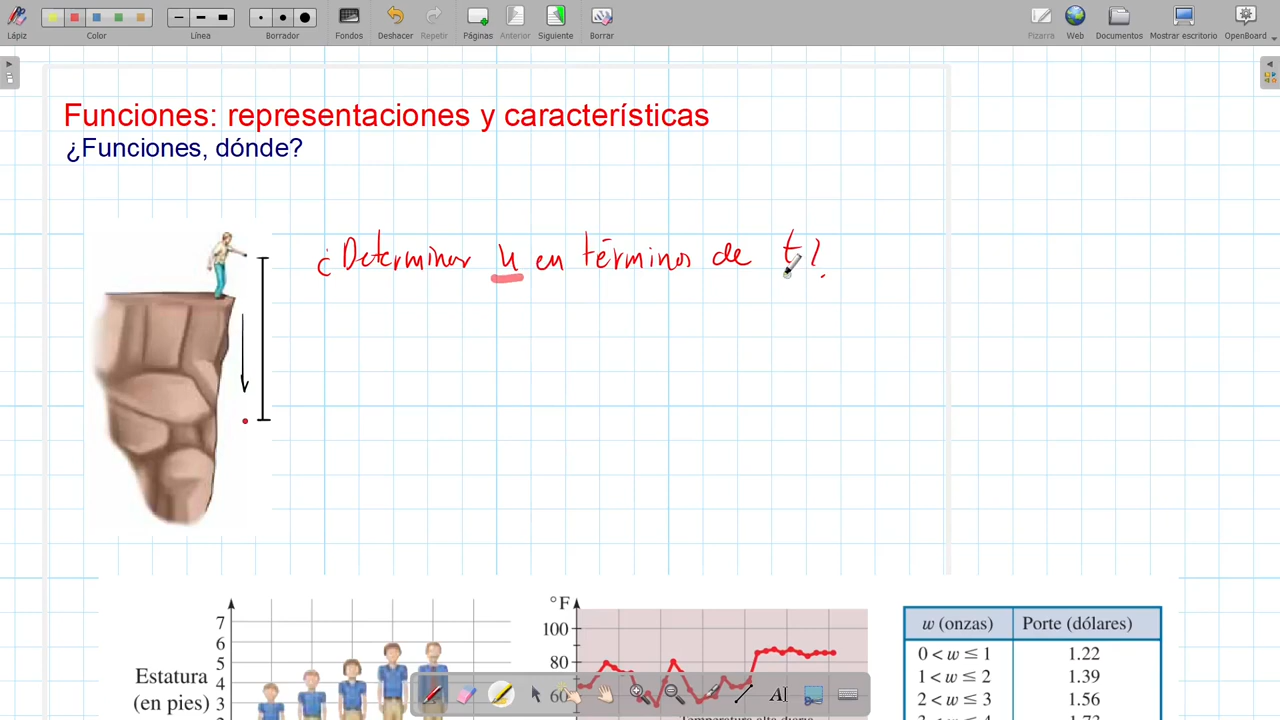 Lápiz
Color
Línea
Borrador
Fondos
Deshacer
Repetir
Páginas
Anterior
Siguiente
Borrar
Pizarra
Web
Documentos
Mostrar escritorio
OpenBoard
Funciones: representaciones y características
¿Funciones, dónde?
¿Determinar u en términos de t?
7
6
5
4
3
Estatura
(en pies)
°F
100
80
60
w (onzas) Porte (dólares)
0 < w ≤ 1 1.22
1 < w ≤ 2 1.39
2 < w ≤ 3 1.56